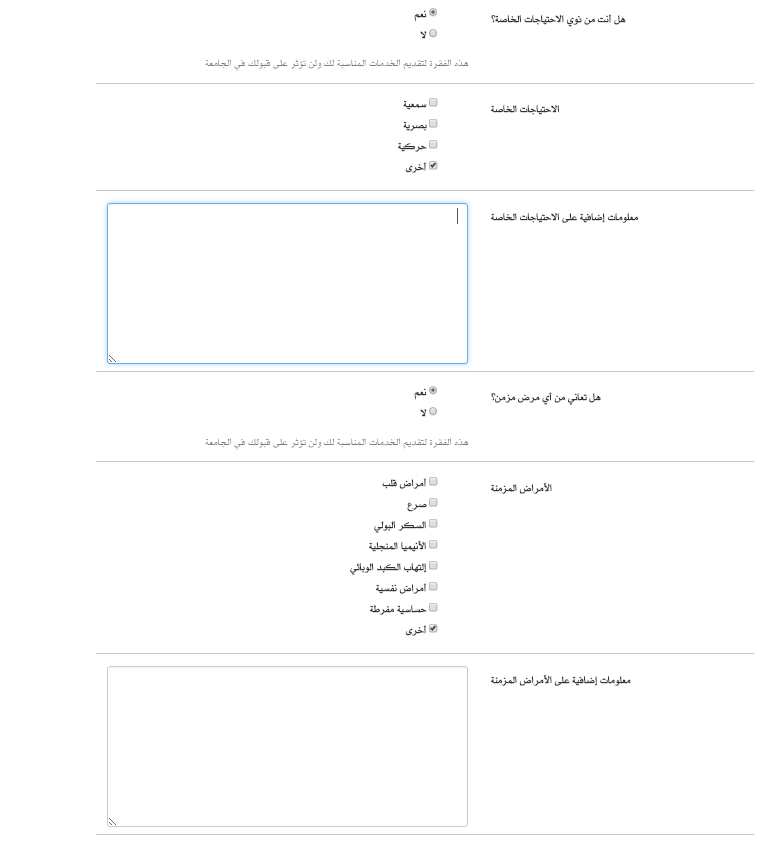 هل أنت من ذوي الاحتياجات الخاصة؟
نعم
لا
هذه الفقرة لتقديم الخدمات المناسبة لك ولن تؤثر على قبولك في الجامعة
الاحتياجات الخاصة
سمعية
بصرية
حركية
أخرى
معلومات إضافية على الاحتياجات الخاصة
هل تعاني من أي مرض مزمن؟
نعم
لا
هذه الفقرة لتقديم الخدمات المناسبة لك ولن تؤثر على قبولك في الجامعة
الأمراض المزمنة
أمراض قلب
صرع
السكر البولي
الأنيميا المنجلية
إلتهاب الكبد الوبائي
أمراض نفسية
حساسية مفرطة
أخرى
معلومات إضافية على الأمراض المزمنة